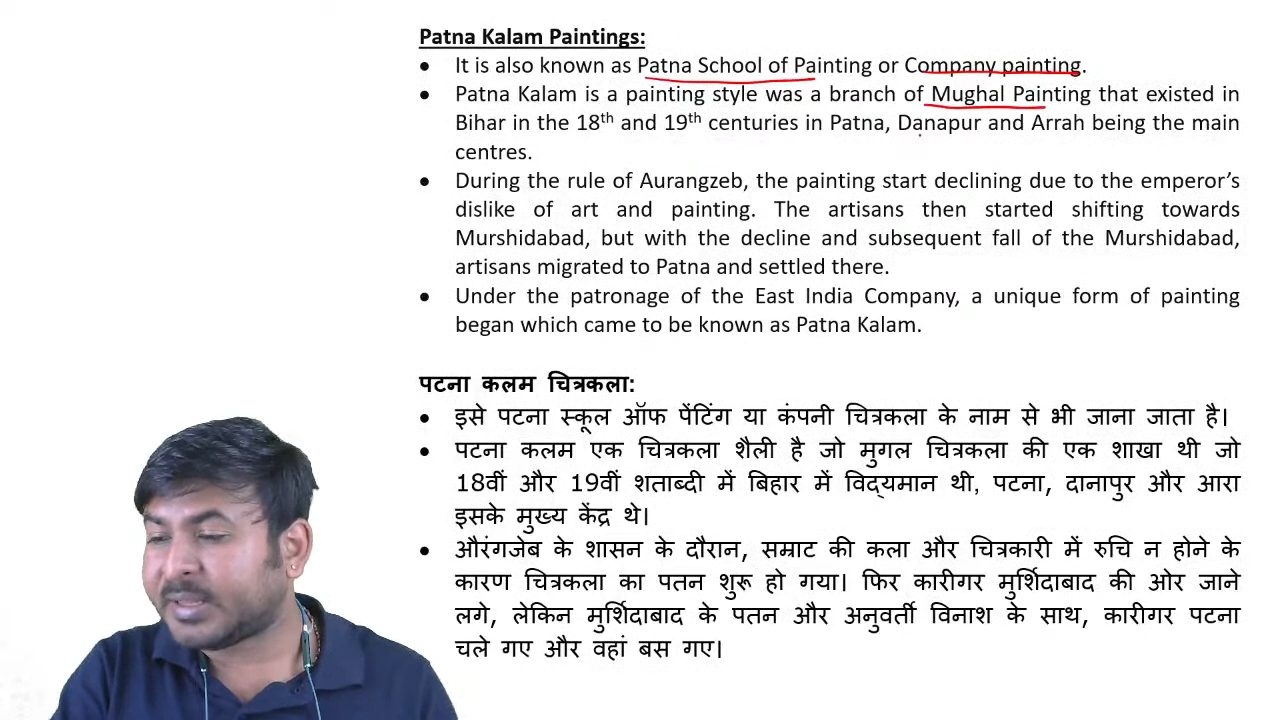 Patna Kalam Paintings:
• It is also known as Patna School of Painting or Company painting.
• Patna Kalam is a painting style was a branch of Mughal Painting that existed in
Bihar in the 18th and 19th centuries in Patna, Danapur and Arrah being the main
centres.
• During the rule of Aurangzeb, the painting start declining due to the emperor's
dislike of art and painting. The artisans then started shifting towards
Murshidabad, but with the decline and subsequent fall of the Murshidabad,
artisans migrated to Patna and settled there.
• Under the patronage of the East India Company, a unique form of painting
began which came to be known as Patna Kalam.
पटना कलम चित्रकला:
• इसे पटना स्कूल ऑफ पेंटिंग या कंपनी चित्रकला के नाम से भी जाना जाता है।
• पटना कलम एक चित्रकला शैली है जो मुगल चित्रकला की एक शाखा थी जो
18वीं और 19वीं शताब्दी में बिहार में विद्यमान थी, पटना, दानापुर और आरा
इसके मुख्य केंद्र थे।
• औरंगजेब के शासन के दौरान, सम्राट की कला और चित्रकारी में रुचि न होने के
कारण चित्रकला का पतन शुरू हो गया। फिर कारीगर मुर्शिदाबाद की ओर जाने
लगे, लेकिन मुर्शिदाबाद के पतन और अनुवर्ती विनाश के साथ, कारीगर पटना
चले गए और वहां बस गए।